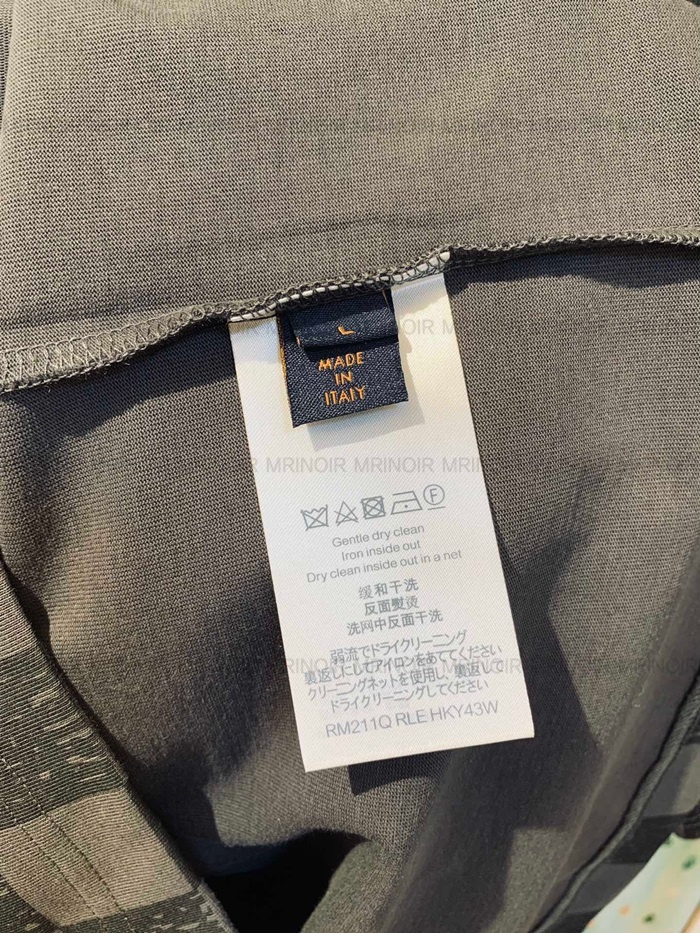 MRINOIR MRINOIR
L
MADE
IN
ITALY
MRINOIR MRINOIR MRINOIR
F
Gentle dry clean
Iron inside out
Dry clean inside out in a net
缓和干洗
反面熨烫
洗网中反面干洗
弱流でドライクリーニング
裏返しにしてアイロンをあててください
クリーニングネットを使用し、裏返して
ドライクリーニングしてください
RM211Q RLE HKY43W